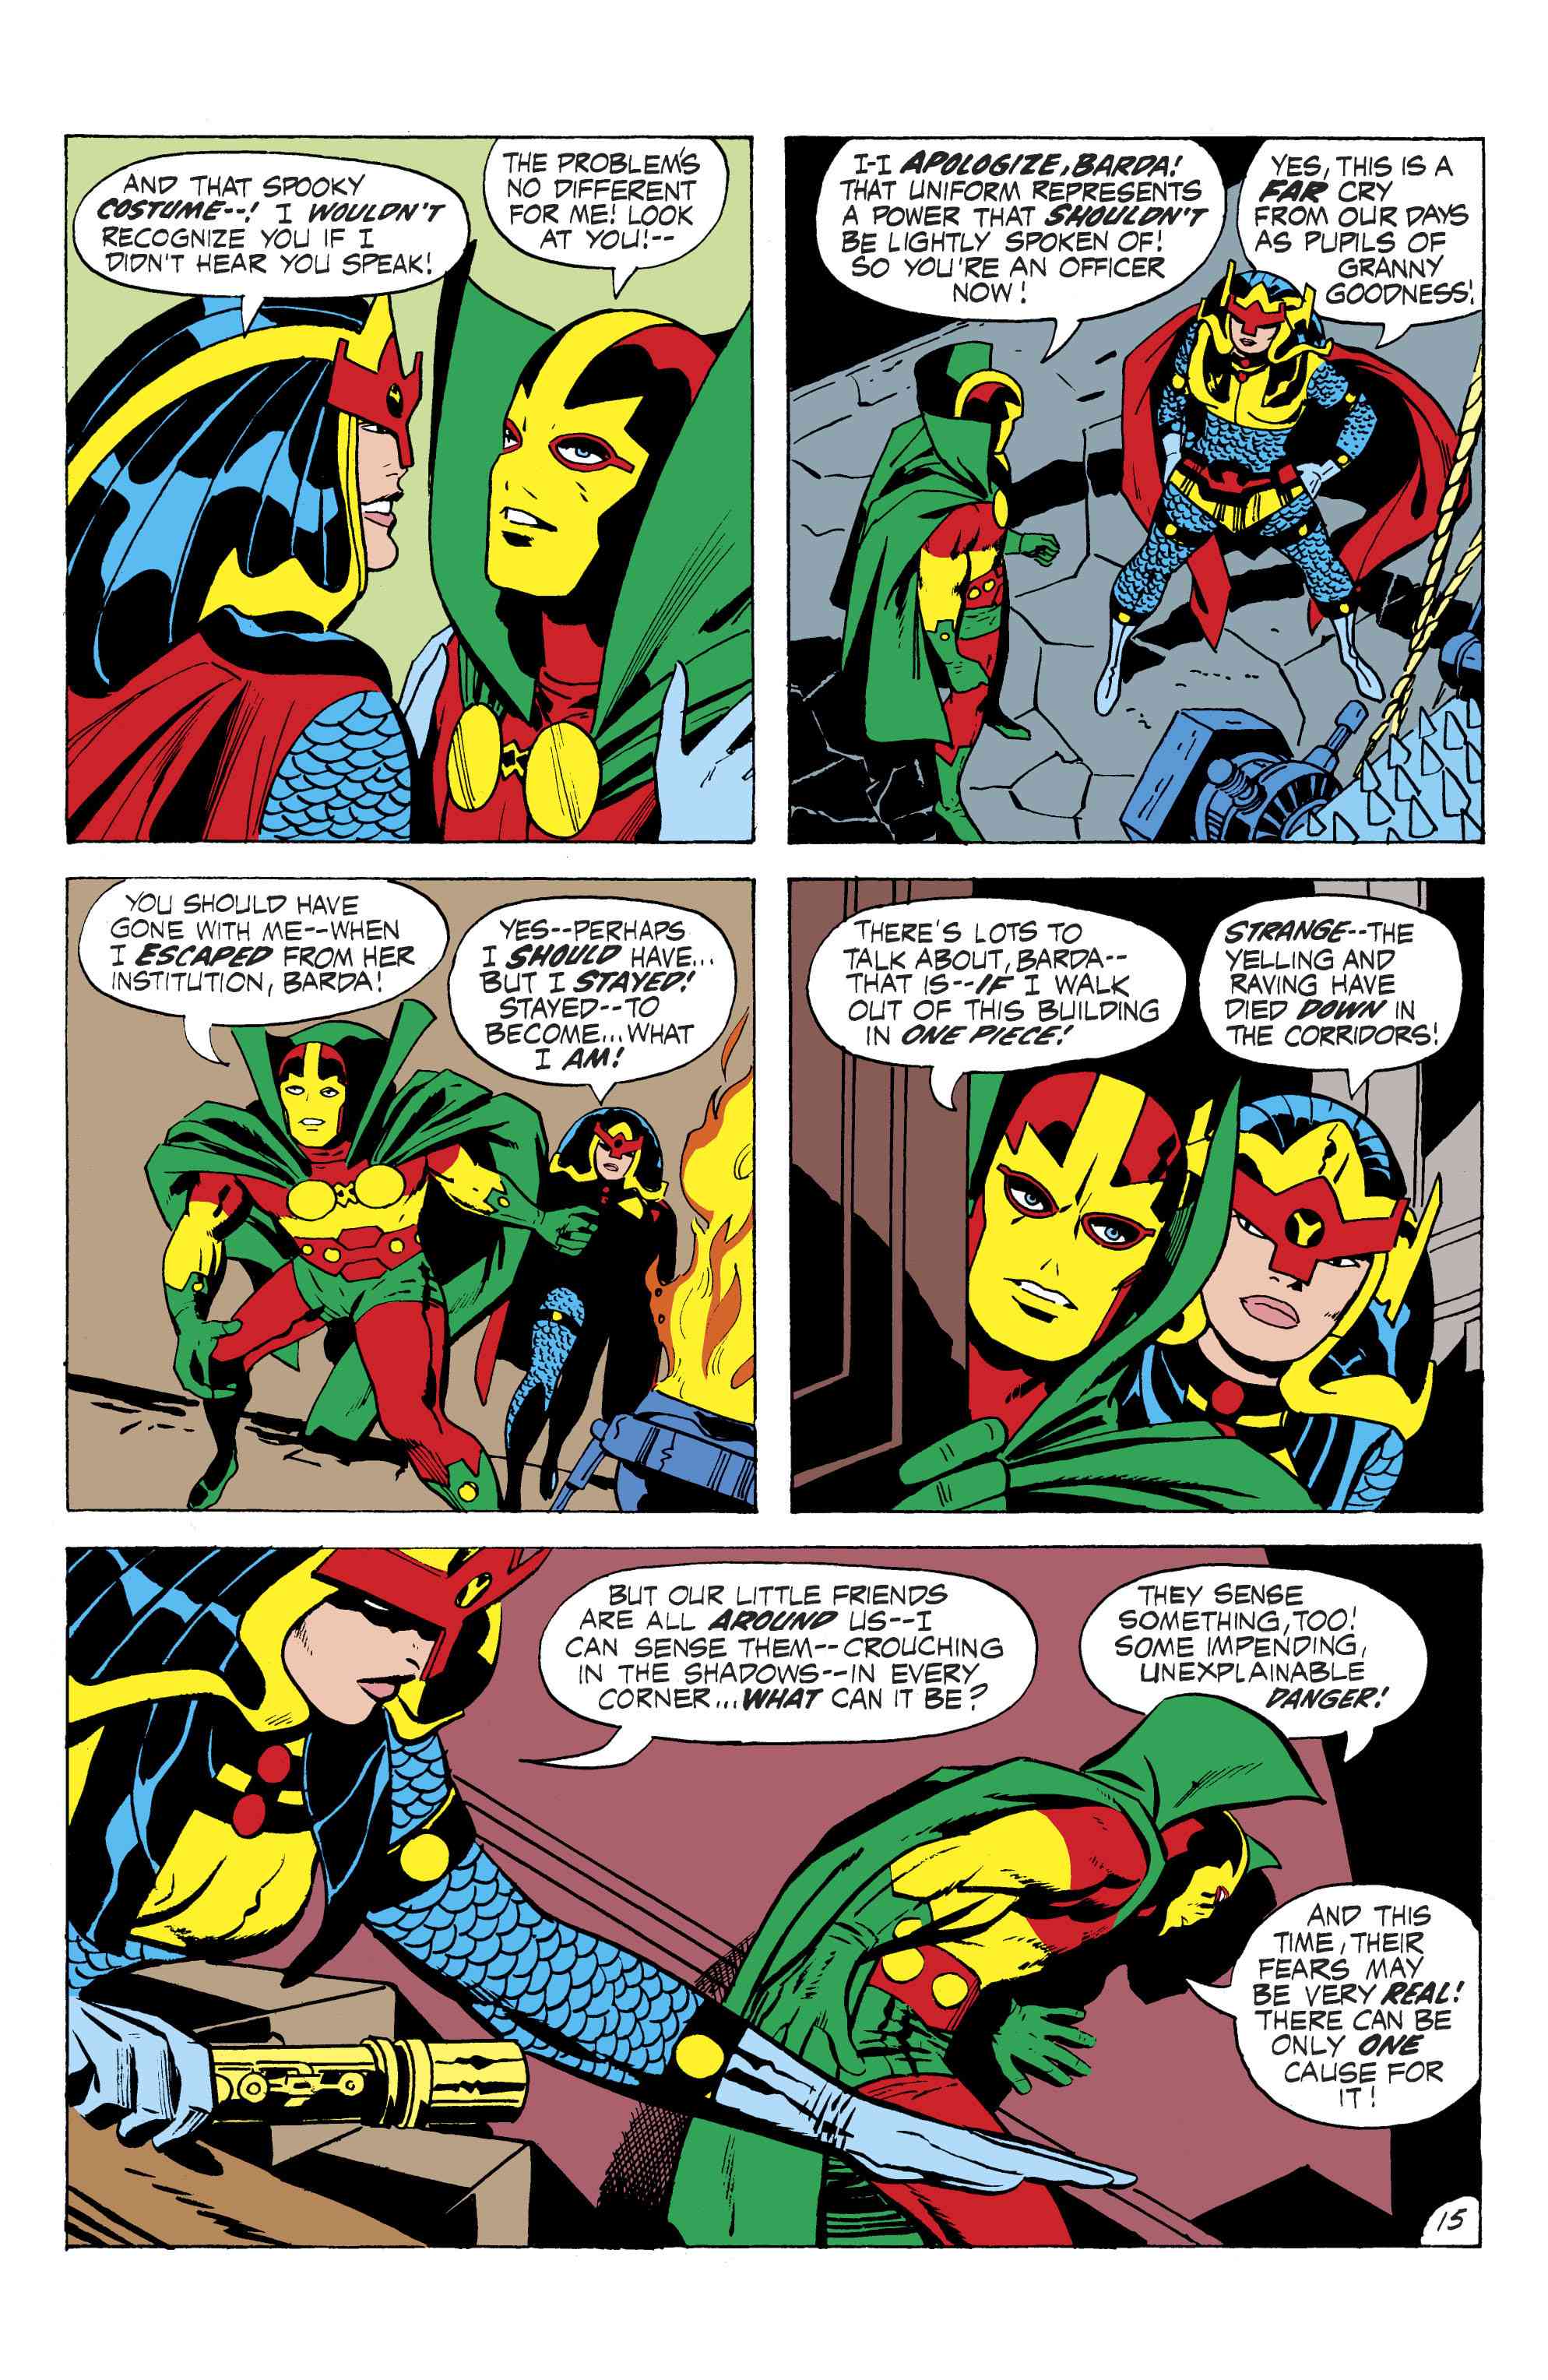 AND THAT SPOOKY
COSTUME--! I WOULDN'T
RECOGNIZE YOU IF I
DIDN'T HEAR YOU SPEAK!
THE PROBLEM'S
NO DIFFERENT
FOR ME! LOOK
AT YOU!--
I-I APOLOGIZE, BARDA!
THAT UNIFORM REPRESENTS
A POWER THAT SHOULDN'T
BE LIGHTLY SPOKEN OF!
SO YOU'RE AN OFFICER
NOW!
YES, THIS IS A
FAR CRY
FROM OUR DAYS
AS PUPILS OF
GRANNY
GOODNESS!
YOU SHOULD HAVE
GONE WITH ME--WHEN
I ESCAPED FROM HER
INSTITUTION, BARDA!
YES--PERHAPS
I SHOULD HAVE...
BUT I STAYED!
STAYED--TO
BECOME...WHAT
I AM!
THERE'S LOTS TO
TALK ABOUT, BARDA--
THAT IS--IF I WALK
OUT OF THIS BUILDING
IN ONE PIECE!
STRANGE--THE
YELLING AND
RAVING HAVE
DIED DOWN IN
THE CORRIDORS!
BUT OUR LITTLE FRIENDS
ARE ALL AROUND US--I
CAN SENSE THEM--CROUCHING
IN THE SHADOWS--IN EVERY
CORNER...WHAT CAN IT BE?
THEY SENSE
SOMETHING, TOO!
SOME IMPENDING,
UNEXPLAINABLE
DANGER!
AND THIS
TIME, THEIR
FEARS MAY
BE VERY REAL!
THERE CAN BE
ONLY ONE
CAUSE FOR
IT!
15